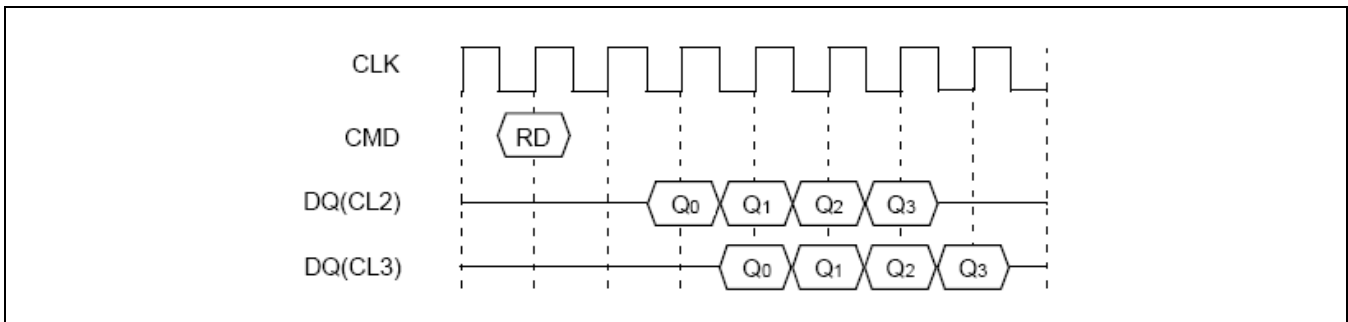 CLK
CMD RD
DQ(CL2) Q0 Q1 Q2 Q3
DQ(CL3) Q0 Q1 Q2 Q3